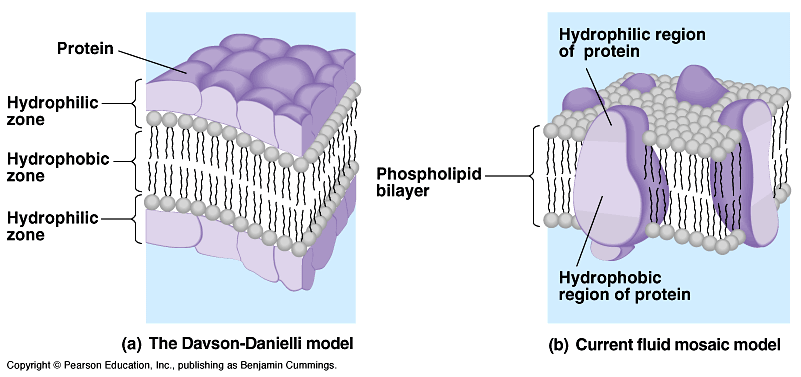 Protein
Hydrophilic
zone
Hydrophobic
zone
Hydrophilic
zone
(a) The Davson-Danielli model
Hydrophilic region
of protein
Phospholipid
bilayer
Hydrophobic
region of protein
(b) Current fluid mosaic model
Copyright © Pearson Education, Inc., publishing as Benjamin Cummings.